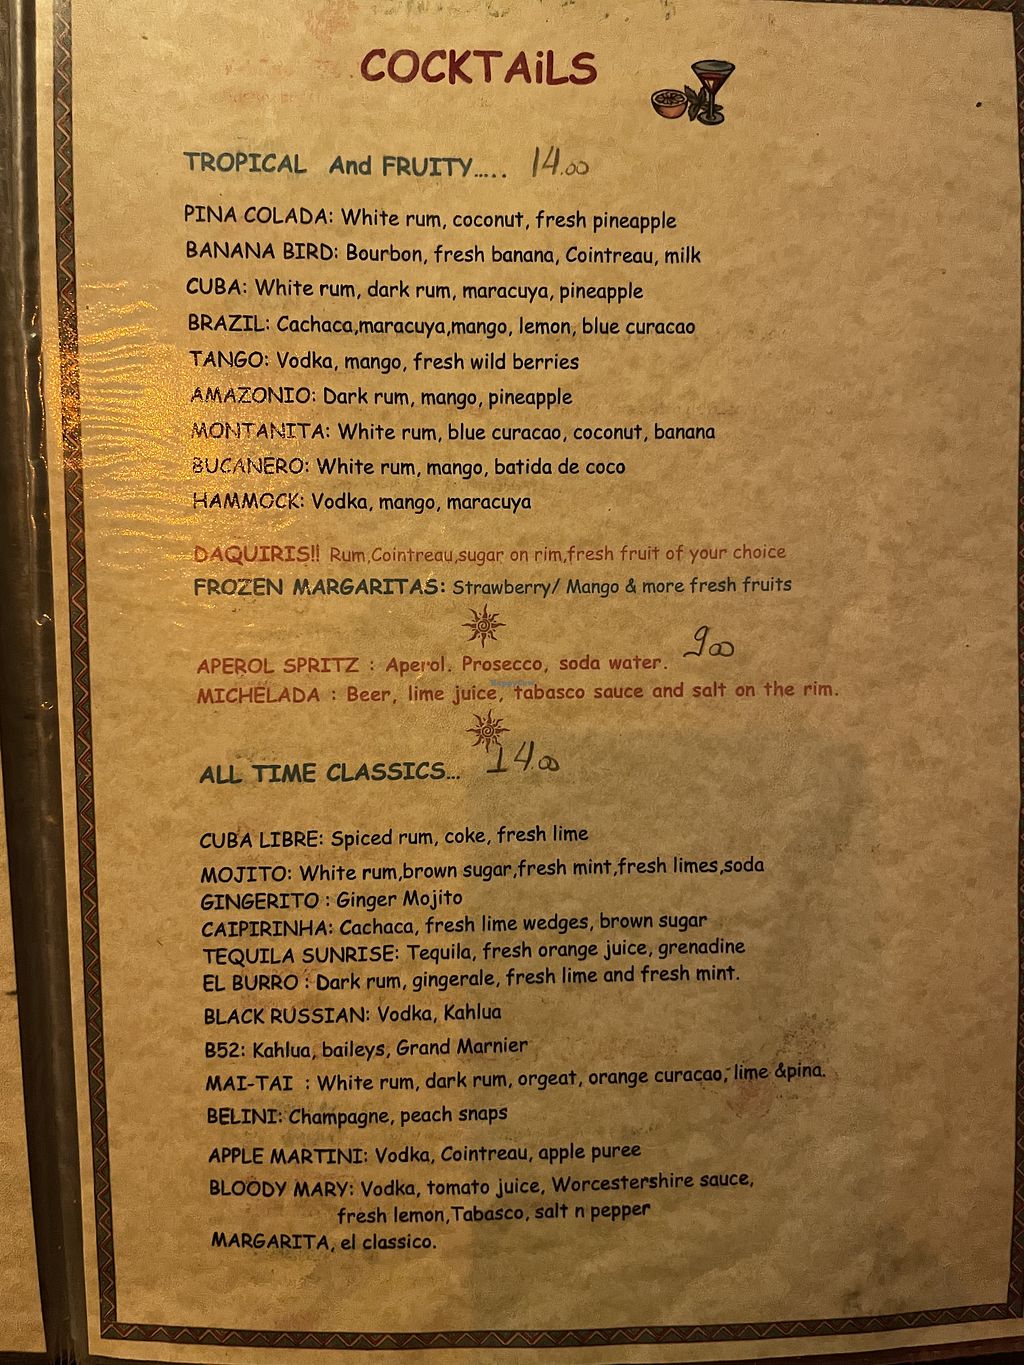 COCKTAiLS
TROPICAL And FRUITY..... 14.00
PINA COLADA: White rum, coconut, fresh pineapple
BANANA BIRD: Bourbon, fresh banana, Cointreau, milk
CUBA: White rum, dark rum, maracuya, pineapple
BRAZIL: Cachaca,maracuya,mango, lemon, blue curacao
TANGO: Vodka, mango, fresh wild berries
AMAZONIO: Dark rum, mango, pineapple
MONTANITA: White rum, blue curacao, coconut, banana
BUCANERO: White rum, mango, batida de coco
HAMMOCK: Vodka, mango, maracuya
DAQUIRIS!! Rum,Cointreau,sugar on rim,fresh fruit of your choice
FROZEN MARGARITAS: Strawberry/ Mango & more fresh fruits
9.00
APEROL SPRITZ : Aperol. Prosecco, soda water.
HappyCow
MICHELADA : Beer, lime juice, tabasco sauce and salt on the rim.
ALL TIME CLASSICS... 14.00
CUBA LIBRE: Spiced rum, coke, fresh lime
MOJITO: White rum,brown sugar,fresh mint,fresh limes,soda
GINGERITO : Ginger Mojito
CAIPIRINHA: Cachaca, fresh lime wedges, brown sugar
TEQUILA SUNRISE: Tequila, fresh orange juice, grenadine
EL BURRO : Dark rum, gingerale, fresh lime and fresh mint.
BLACK RUSSIAN: Vodka, Kahlua
B52: Kahlua, baileys, Grand Marnier
MAI-TAI : White rum, dark rum, orgeat, orange curaçao, lime &pina.
BELINI: Champagne, peach snaps
APPLE MARTINI: Vodka, Cointreau, apple puree
BLOODY MARY: Vodka, tomato juice, Worcestershire sauce,
fresh lemon,Tabasco, salt n pepper
MARGARITA, el classico.